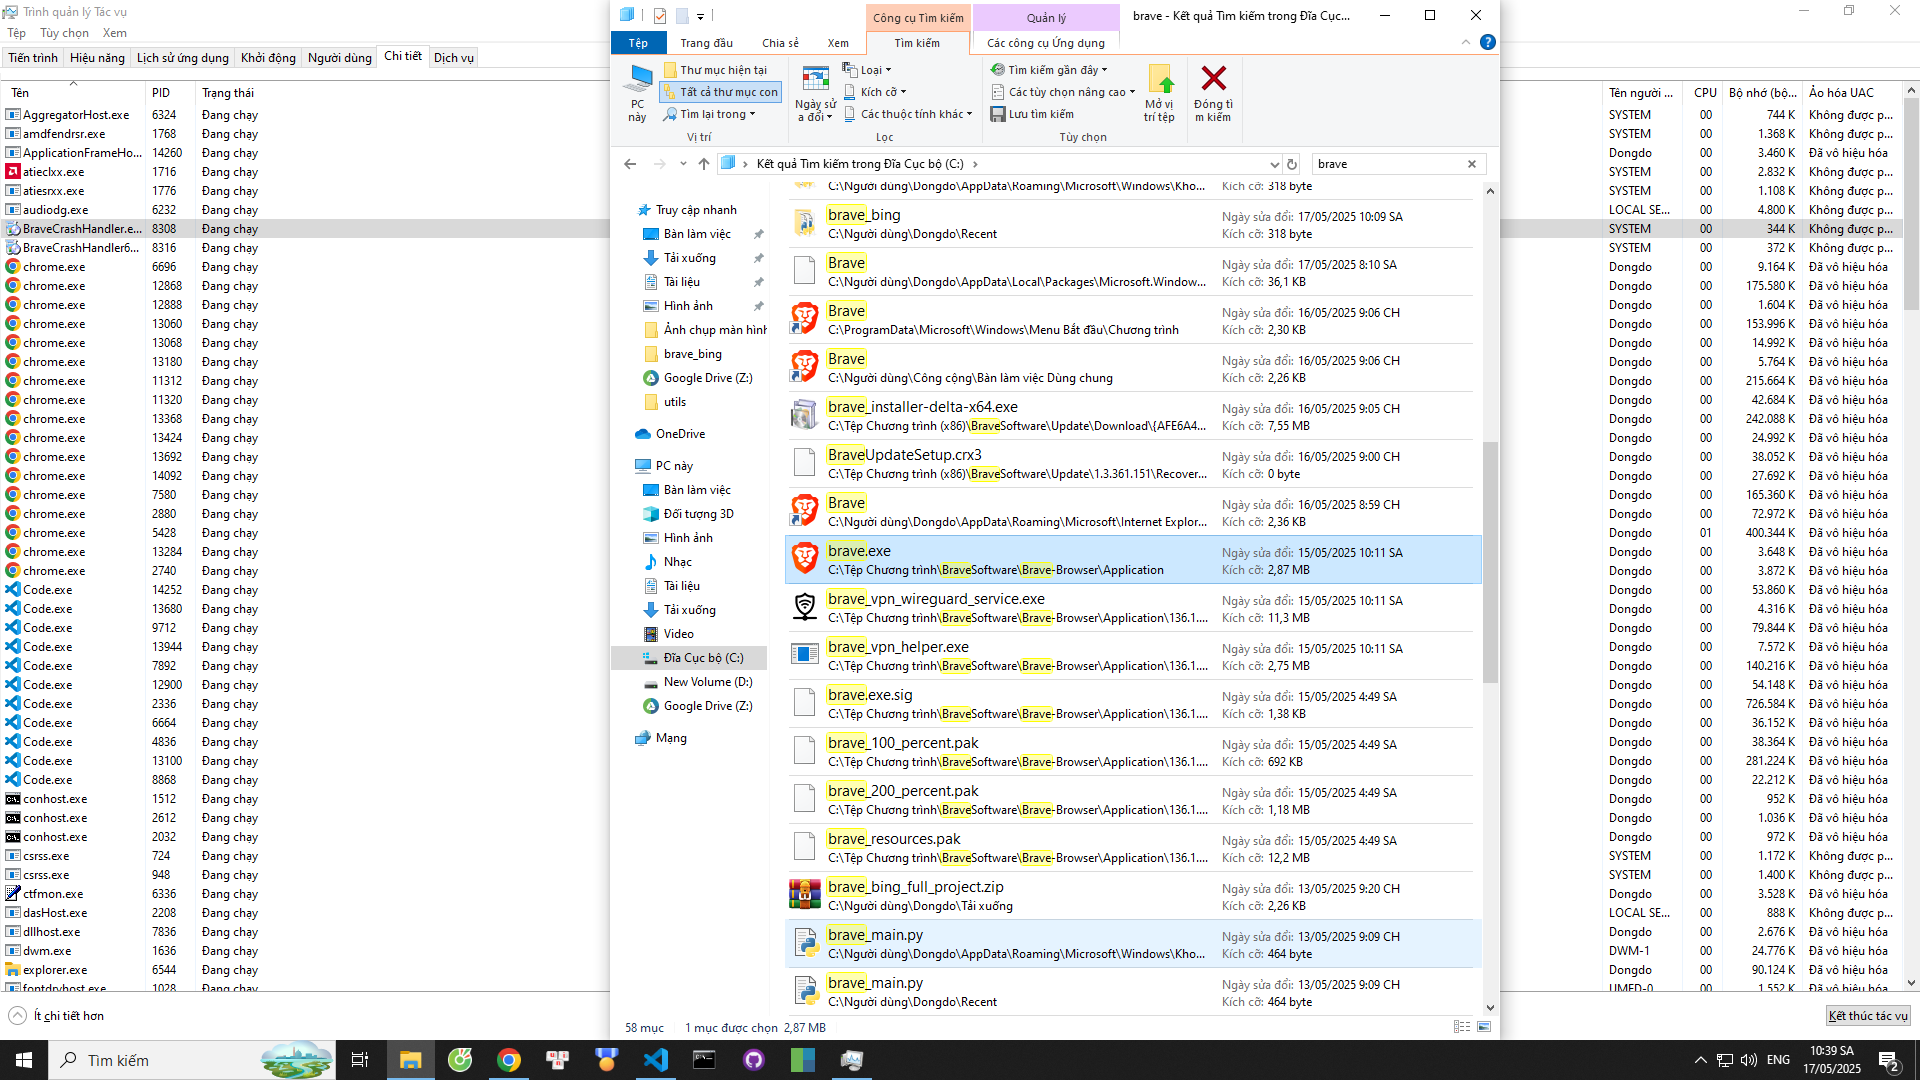 Trình quản lý Tác vụ
Tệp Tùy chọn Xem
Tiến trình Hiệu năng Lịch sử ứng dụng Khởi động Người dùng Chi tiết Dịch vụ
Tên PID Trạng thái
AggregatorHost.exe 6324 Đang chạy
amdfendrsr.exe 1768 Đang chạy
ApplicationFrameHo... 14260 Đang chạy
atieclxx.exe 1716 Đang chạy
atiesrxx.exe 1776 Đang chạy
audiodg.exe 6232 Đang chạy
BraveCrashHandler.e... 8308 Đang chạy
BraveCrashHandler6... 8316 Đang chạy
chrome.exe 6696 Đang chạy
chrome.exe 12868 Đang chạy
chrome.exe 12888 Đang chạy
chrome.exe 13060 Đang chạy
chrome.exe 13068 Đang chạy
chrome.exe 13180 Đang chạy
chrome.exe 11312 Đang chạy
chrome.exe 11320 Đang chạy
chrome.exe 13368 Đang chạy
chrome.exe 13424 Đang chạy
chrome.exe 13692 Đang chạy
chrome.exe 14092 Đang chạy
chrome.exe 7580 Đang chạy
chrome.exe 2880 Đang chạy
chrome.exe 5428 Đang chạy
chrome.exe 13284 Đang chạy
chrome.exe 2740 Đang chạy
Code.exe 14252 Đang chạy
Code.exe 13680 Đang chạy
Code.exe 9712 Đang chạy
Code.exe 13944 Đang chạy
Code.exe 7892 Đang chạy
Code.exe 12900 Đang chạy
Code.exe 2336 Đang chạy
Code.exe 6664 Đang chạy
Code.exe 4836 Đang chạy
Code.exe 13100 Đang chạy
Code.exe 8868 Đang chạy
conhost.exe 1512 Đang chạy
conhost.exe 2612 Đang chạy
conhost.exe 2032 Đang chạy
csrss.exe 724 Đang chạy
csrss.exe 948 Đang chạy
ctfmon.exe 6336 Đang chạy
dasHost.exe 2208 Đang chạy
dllhost.exe 7836 Đang chạy
dwm.exe 1636 Đang chạy
explorer.exe 6544 Đang chạy
fontdrvhost.exe 1028 Đang chạy
Ít chi tiết hơn
Công cụ Tìm kiếm Quản lý brave - Kết quả Tìm kiếm trong Đĩa Cục...
Tệp Trang đầu Chia sẻ Xem Tìm kiếm Các công cụ Ứng dụng
PC này
Thư mục hiện tại
Tất cả thư mục con
Tìm lại trong
Vị trí
Ngày sử a đổi
Loại
Kích cỡ
Các thuộc tính khác
Lọc
Tìm kiếm gần đây
Các tùy chọn nâng cao
Lưu tìm kiếm
Mở vị trí tệp
Tùy chọn
Đóng tì m kiếm
Kết quả Tìm kiếm trong Đĩa Cục bộ (C:) brave
Truy cập nhanh
Bàn làm việc
Tải xuống
Tài liệu
Hình ảnh
Ảnh chụp màn hình
brave_bing
Google Drive (Z:)
utils
OneDrive
PC này
Bàn làm việc
Đối tượng 3D
Hình ảnh
Nhạc
Tài liệu
Tải xuống
Video
Đĩa Cục bộ (C:)
New Volume (D:)
Google Drive (Z:)
Mạng
C:\Người dùng\Dongdo\AppData\Roaming\Microsoft\Windows\Kho... Kích cỡ: 318 byte
brave_bing Ngày sửa đổi: 17/05/2025 10:09 SA
C:\Người dùng\Dongdo\Recent Kích cỡ: 318 byte
Brave Ngày sửa đổi: 17/05/2025 8:10 SA
C:\Người dùng\Dongdo\AppData\Local\Packages\Microsoft.Window... Kích cỡ: 36,1 KB
Brave Ngày sửa đổi: 16/05/2025 9:06 CH
C:\ProgramData\Microsoft\Windows\Menu Bắt đầu\Chương trình Kích cỡ: 2,30 KB
Brave Ngày sửa đổi: 16/05/2025 9:06 CH
C:\Người dùng\Công cộng\Bàn làm việc Dùng chung Kích cỡ: 2,26 KB
brave_installer-delta-x64.exe Ngày sửa đổi: 16/05/2025 9:05 CH
C:\Tệp Chương trình (x86)\BraveSoftware\Update\Download\{AFE6A4... Kích cỡ: 7,55 MB
BraveUpdateSetup.crx3 Ngày sửa đổi: 16/05/2025 9:00 CH
C:\Tệp Chương trình (x86)\BraveSoftware\Update\1.3.361.151\Recover... Kích cỡ: 0 byte
Brave Ngày sửa đổi: 16/05/2025 8:59 CH
C:\Người dùng\Dongdo\AppData\Roaming\Microsoft\Internet Explor... Kích cỡ: 2,36 KB
brave.exe Ngày sửa đổi: 15/05/2025 10:11 SA
C:\Tệp Chương trình\BraveSoftware\Brave-Browser\Application Kích cỡ: 2,87 MB
brave_vpn_wireguard_service.exe Ngày sửa đổi: 15/05/2025 10:11 SA
C:\Tệp Chương trình\BraveSoftware\Brave-Browser\Application\136.1.... Kích cỡ: 11,3 MB
brave_vpn_helper.exe Ngày sửa đổi: 15/05/2025 10:11 SA
C:\Tệp Chương trình\BraveSoftware\Brave-Browser\Application\136.1.... Kích cỡ: 2,75 MB
brave.exe.sig Ngày sửa đổi: 15/05/2025 4:49 SA
C:\Tệp Chương trình\BraveSoftware\Brave-Browser\Application\136.1.... Kích cỡ: 1,38 KB
brave_100_percent.pak Ngày sửa đổi: 15/05/2025 4:49 SA
C:\Tệp Chương trình\BraveSoftware\Brave-Browser\Application\136.1.... Kích cỡ: 692 KB
brave_200_percent.pak Ngày sửa đổi: 15/05/2025 4:49 SA
C:\Tệp Chương trình\BraveSoftware\Brave-Browser\Application\136.1.... Kích cỡ: 1,18 MB
brave_resources.pak Ngày sửa đổi: 15/05/2025 4:49 SA
C:\Tệp Chương trình\BraveSoftware\Brave-Browser\Application\136.1.... Kích cỡ: 12,2 MB
brave_bing_full_project.zip Ngày sửa đổi: 13/05/2025 9:20 CH
C:\Người dùng\Dongdo\Tải xuống Kích cỡ: 2,26 KB
brave_main.py Ngày sửa đổi: 13/05/2025 9:09 CH
C:\Người dùng\Dongdo\AppData\Roaming\Microsoft\Windows\Kho... Kích cỡ: 464 byte
brave_main.py Ngày sửa đổi: 13/05/2025 9:09 CH
C:\Người dùng\Dongdo\Recent Kích cỡ: 464 byte
58 mục 1 mục được chọn 2,87 MB
Tên người ... CPU Bộ nhớ (bộ... Ảo hóa UAC
SYSTEM 00 744 K Không được p...
SYSTEM 00 1.368 K Không được p...
Dongdo 00 3.460 K Đã vô hiệu hóa
SYSTEM 00 2.832 K Không được p...
SYSTEM 00 1.108 K Không được p...
LOCAL SE... 00 4.800 K Không được p...
SYSTEM 00 344 K Không được p...
SYSTEM 00 372 K Không được p...
Dongdo 00 9.164 K Đã vô hiệu hóa
Dongdo 00 175.580 K Đã vô hiệu hóa
Dongdo 00 1.604 K Đã vô hiệu hóa
Dongdo 00 153.996 K Đã vô hiệu hóa
Dongdo 00 14.992 K Đã vô hiệu hóa
Dongdo 00 5.764 K Đã vô hiệu hóa
Dongdo 00 215.664 K Đã vô hiệu hóa
Dongdo 00 42.684 K Đã vô hiệu hóa
Dongdo 00 242.088 K Đã vô hiệu hóa
Dongdo 00 24.992 K Đã vô hiệu hóa
Dongdo 00 38.052 K Đã vô hiệu hóa
Dongdo 00 27.692 K Đã vô hiệu hóa
Dongdo 00 165.360 K Đã vô hiệu hóa
Dongdo 00 72.972 K Đã vô hiệu hóa
Dongdo 01 400.344 K Đã vô hiệu hóa
Dongdo 00 3.648 K Đã vô hiệu hóa
Dongdo 00 3.872 K Đã vô hiệu hóa
Dongdo 00 53.860 K Đã vô hiệu hóa
Dongdo 00 4.316 K Đã vô hiệu hóa
Dongdo 00 79.844 K Đã vô hiệu hóa
Dongdo 00 7.572 K Đã vô hiệu hóa
Dongdo 00 140.216 K Đã vô hiệu hóa
Dongdo 00 54.148 K Đã vô hiệu hóa
Dongdo 00 726.584 K Đã vô hiệu hóa
Dongdo 00 36.152 K Đã vô hiệu hóa
Dongdo 00 38.364 K Đã vô hiệu hóa
Dongdo 00 281.224 K Đã vô hiệu hóa
Dongdo 00 22.212 K Đã vô hiệu hóa
Dongdo 00 952 K Đã vô hiệu hóa
Dongdo 00 1.036 K Đã vô hiệu hóa
Dongdo 00 972 K Đã vô hiệu hóa
SYSTEM 00 1.172 K Không được p...
SYSTEM 00 1.400 K Không được p...
Dongdo 00 3.528 K Đã vô hiệu hóa
LOCAL SE... 00 888 K Không được p...
Dongdo 00 2.676 K Đã vô hiệu hóa
DWM-1 00 24.776 K Đã vô hiệu hóa
Dongdo 00 90.124 K Đã vô hiệu hóa
UMFD-0 00 1.552 K Đã vô hiệu hóa
Kết thúc tác vụ
Tìm kiếm
ENG
10:39 SA
17/05/2025
2